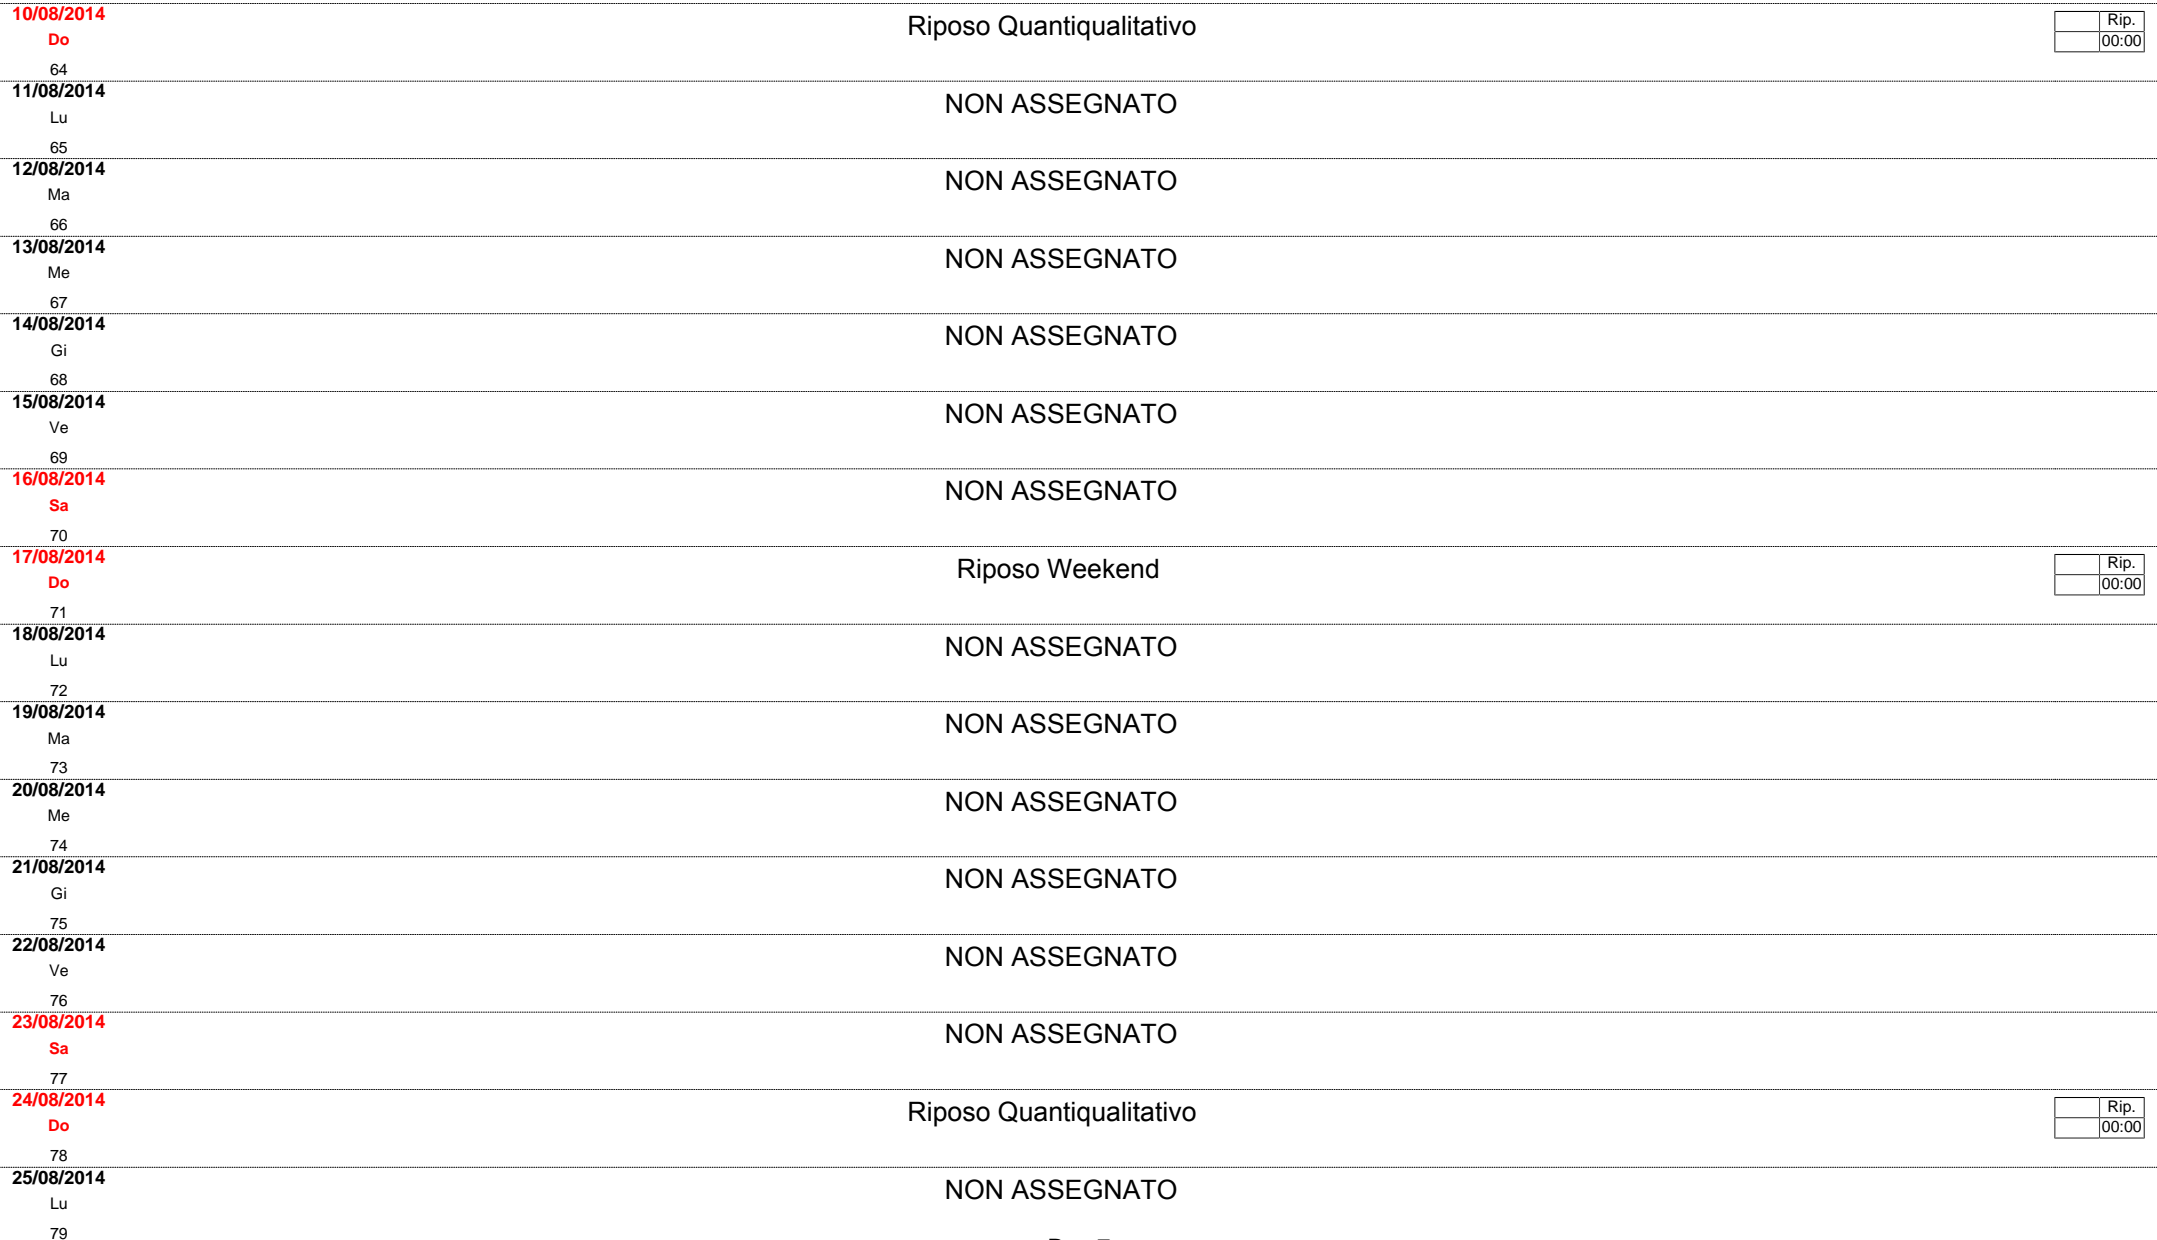 10/08/2014
Do
64
Riposo Quantiqualitativo
Rip.
00:00
11/08/2014
Lu
65
NON ASSEGNATO
12/08/2014
Ma
66
NON ASSEGNATO
13/08/2014
Me
67
NON ASSEGNATO
14/08/2014
Gi
68
NON ASSEGNATO
15/08/2014
Ve
69
NON ASSEGNATO
16/08/2014
Sa
70
NON ASSEGNATO
17/08/2014
Do
71
Riposo Weekend
Rip.
00:00
18/08/2014
Lu
72
NON ASSEGNATO
19/08/2014
Ma
73
NON ASSEGNATO
20/08/2014
Me
74
NON ASSEGNATO
21/08/2014
Gi
75
NON ASSEGNATO
22/08/2014
Ve
76
NON ASSEGNATO
23/08/2014
Sa
77
NON ASSEGNATO
24/08/2014
Do
78
Riposo Quantiqualitativo
Rip.
00:00
25/08/2014
Lu
79
NON ASSEGNATO